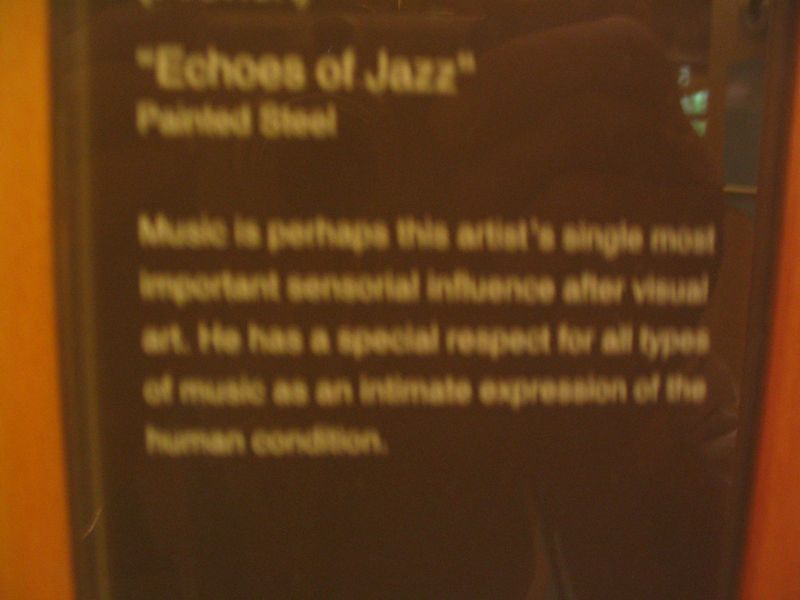 "Echoes of Jazz"
Painted Steel
Music is perhaps this artist's single most
important sensorial influence after visual
art. He has a special respect for all types
of music as an intimate expression of the
human condition.